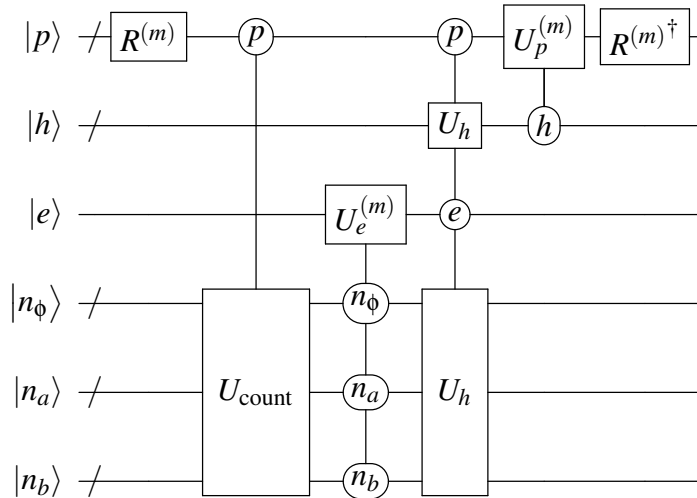 |p⟩ R^(m) p p U_p^(m) R^(m)†
|h⟩ U_h h
|e⟩ U_e^(m) e
|n_ϕ⟩ n_ϕ
|n_a⟩ U_count n_a U_h
|n_b⟩ n_b